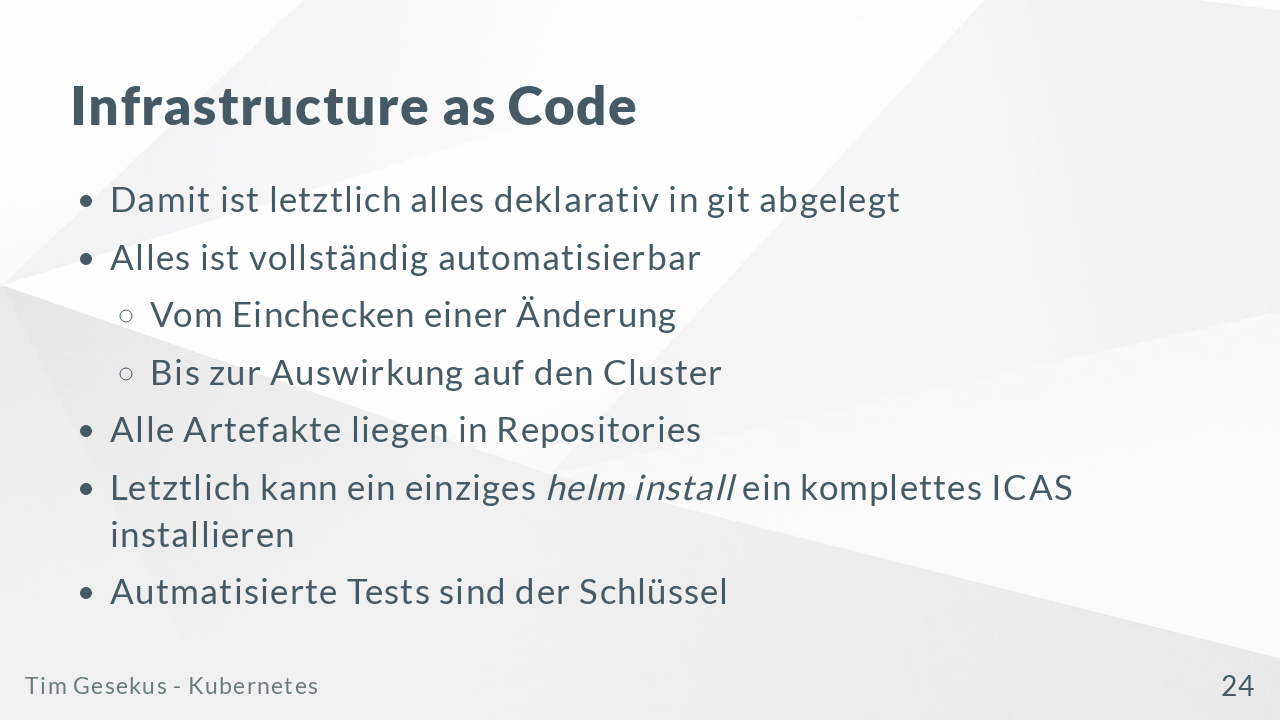 Infrastructure as Code
Damit ist letztlich alles deklarativ in git abgelegt
Alles ist vollständig automatisierbar
Vom Einchecken einer Änderung
Bis zur Auswirkung auf den Cluster
Alle Artefakte liegen in Repositories
Letztlich kann ein einziges helm install ein komplettes ICAS
installieren
Autmatisierte Tests sind der Schlüssel
Tim Gesekus - Kubernetes
24